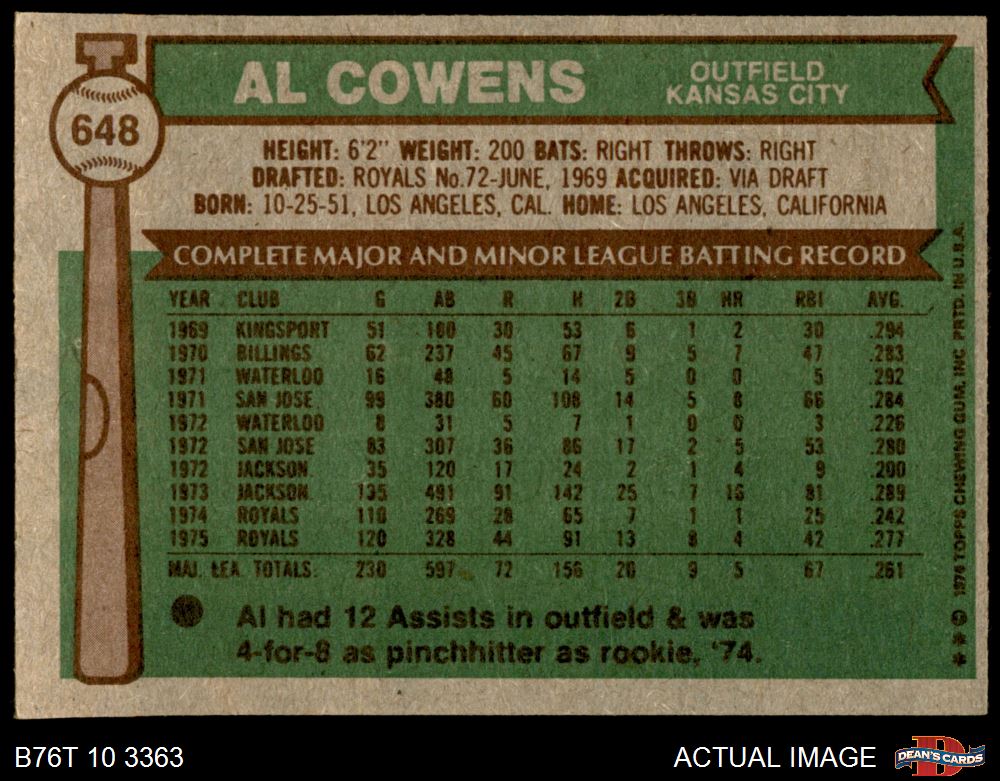 648
AL COWENS
OUTFIELD
KANSAS CITY
HEIGHT: 6'2" WEIGHT: 200 BATS: RIGHT THROWS: RIGHT
DRAFTED: ROYALS No.72-JUNE, 1969 ACQUIRED: VIA DRAFT
BORN: 10-25-51, LOS ANGELES, CAL. HOME: LOS ANGELES, CALIFORNIA
COMPLETE MAJOR AND MINOR LEAGUE BATTING RECORD
YEAR CLUB G AB R H 2B 3B HR RBI AVG.
1969 KINGSPORT 51 180 30 53 6 1 2 30 .294
1970 BILLINGS 62 237 45 67 9 5 7 47 .283
1971 WATERLOO 16 48 5 14 5 0 0 5 .292
1971 SAN JOSE 99 380 60 108 14 5 8 66 .284
1972 WATERLOO 8 31 5 7 1 0 0 3 .226
1972 SAN JOSE 83 307 36 86 17 2 5 53 .280
1972 JACKSON 35 120 17 24 2 1 4 9 .200
1973 JACKSON 135 491 91 142 25 7 16 81 .289
1974 ROYALS 110 269 28 65 7 1 1 25 .242
1975 ROYALS 120 328 44 91 13 8 4 42 .277
MAJ. LEA. TOTALS. 230 597 72 156 20 9 5 67 .261
Al had 12 Assists in outfield & was
4-for-8 as pinchhitter as rookie, '74.
** © 1976 TOPPS CHEWING GUM, INC PRTD. IN U.S.A.
B76T 10 3363
ACTUAL IMAGE
D
DEAN'S CARDS